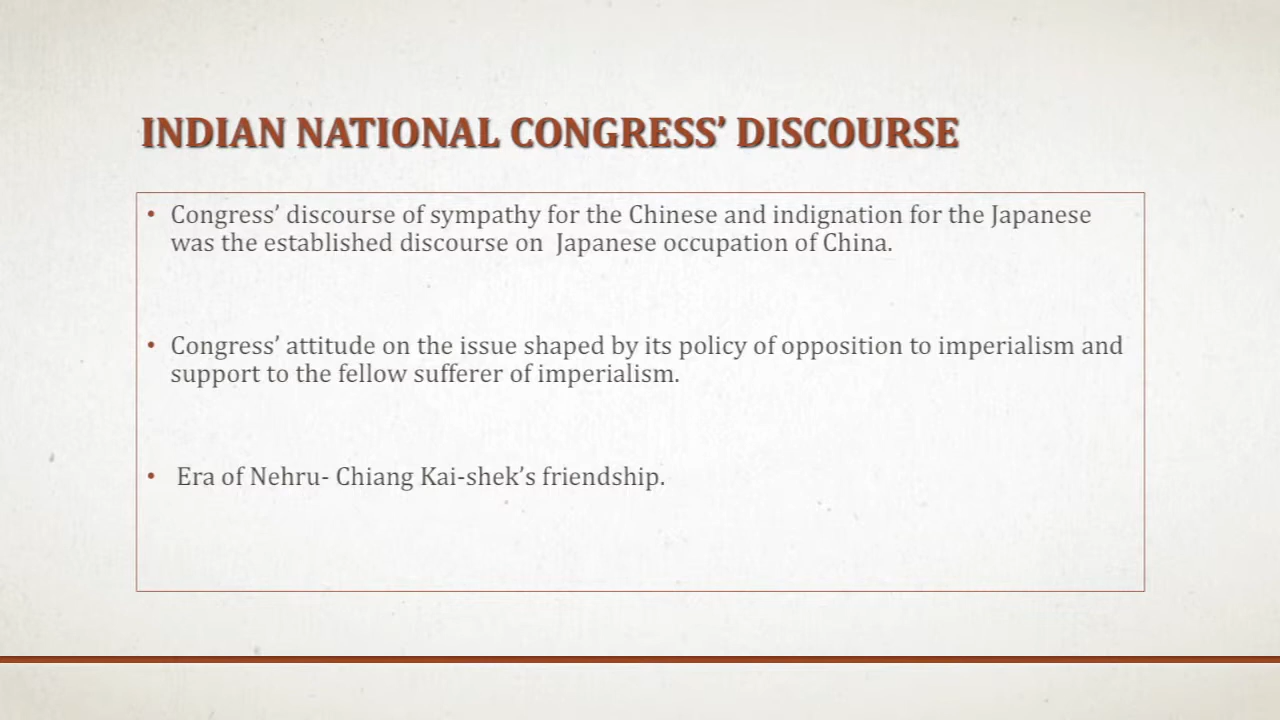 INDIAN NATIONAL CONGRESS’ DISCOURSE
• Congress’ discourse of sympathy for the Chinese and indignation for the Japanese
was the established discourse on  Japanese occupation of China.
• Congress’ attitude on the issue shaped by its policy of opposition to imperialism and
support to the fellow sufferer of imperialism.
• Era of Nehru- Chiang Kai-shek’s friendship.